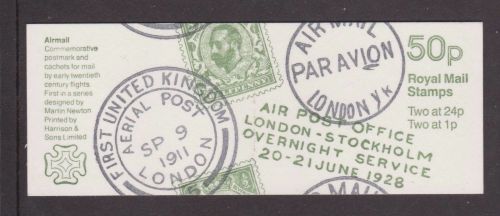 Airmail
Commemorative
postmark and
cachets for mail
by early twentieth
century flights.
First in a series
designed by
Martin Newton
Printed by
Harrison &
Sons Limited
FIRST UNITED KINGDOM
AERIAL POST
SP 9
1911
LONDON
AIR MAIL
PAR AVION
LONDON
AIR POST OFFICE
LONDON - STOCKHOLM
OVERNIGHT SERVICE
20-21 JUNE 1928
50p
Royal Mail
Stamps
Two at 24p
Two at 1p